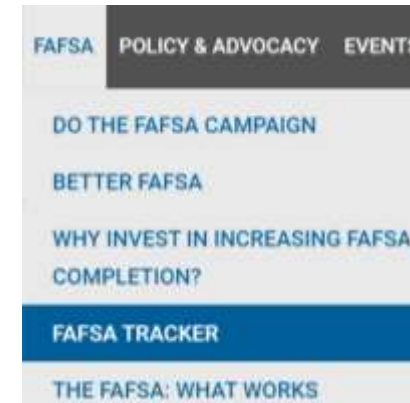 FAFSA POLICY & ADVOCACY EVENTS
DO THE FAFSA CAMPAIGN
BETTER FAFSA
WHY INVEST IN INCREASING FAFSA
COMPLETION?
FAFSA TRACKER
THE FAFSA: WHAT WORKS